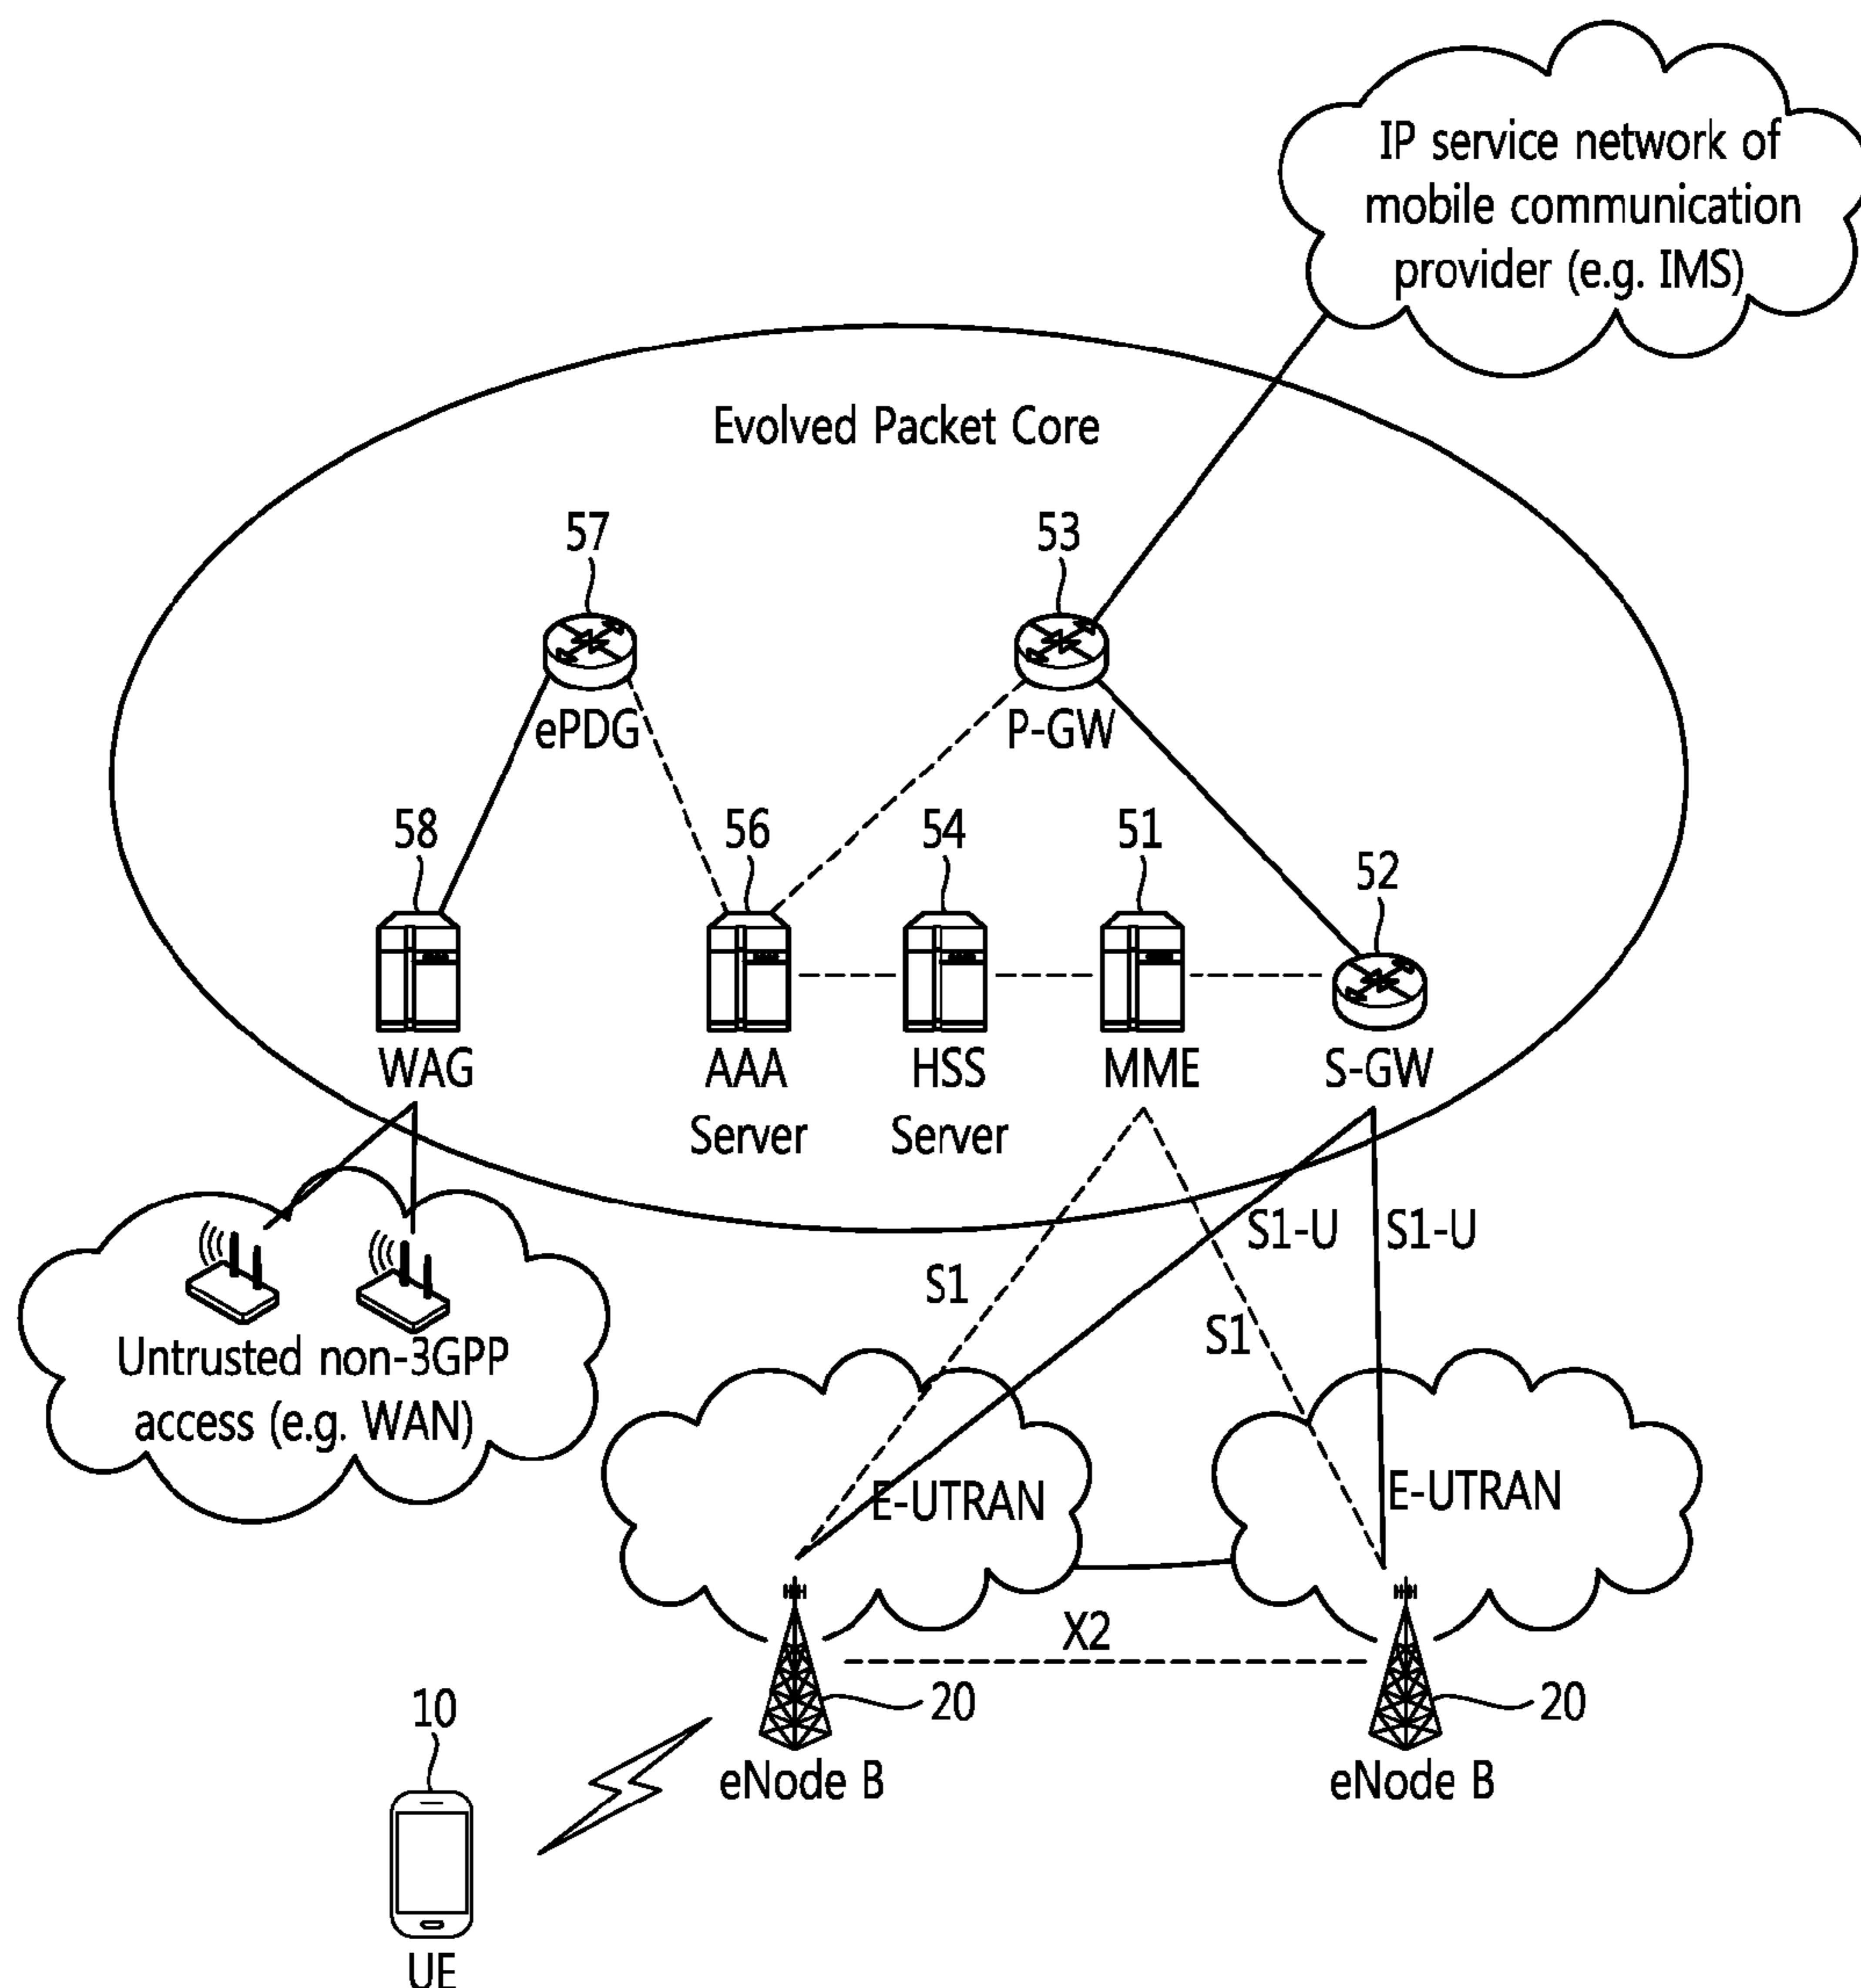 IP service network of
mobile communication
provider (e.g. IMS)
Evolved Packet Core
57
53
ePDG
P-GW
58
56
54
51
52
WAG
AAA
Server
HSS
Server
MME
S-GW
S1-U
S1-U
S1
S1
Untrusted non-3GPP
access (e.g. WAN)
E-UTRAN
E-UTRAN
X2
20
20
eNode B
eNode B
10
UE